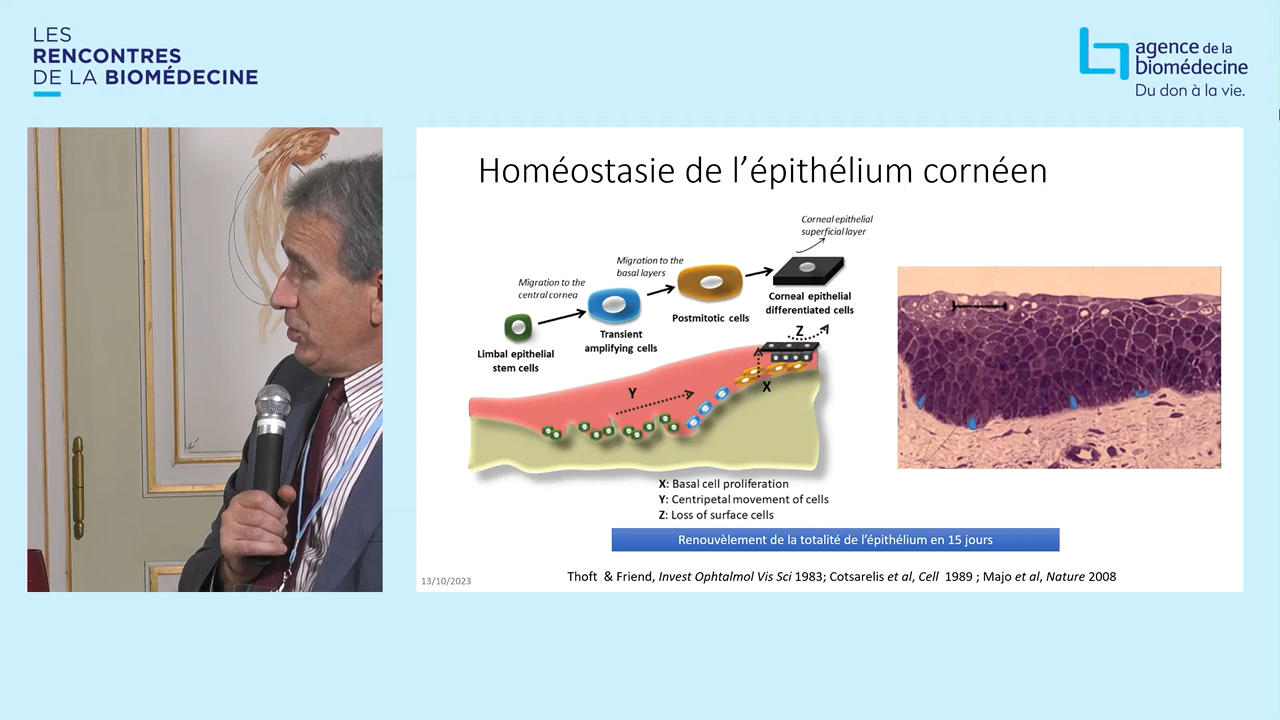 LES
RENCONTRES
DE LA BIOMÉDECINE
agence de la
biomédecine
Du don à la vie.
Homéostasie de l’épithélium cornéen
Corneal epithelial
superficial layer
Migration to the
basal layers
Migration to the
central cornea
Corneal epithelial
differentiated cells
Postmitotic cells
Transient
amplifying cells
Limbal epithelial
stem cells
Z
Y
X
X: Basal cell proliferation
Y: Centripetal movement of cells
Z: Loss of surface cells
Renouvèlement de la totalité de l’épithélium en 15 jours
Thoft & Friend, Invest Ophtalmol Vis Sci 1983; Cotsarelis et al, Cell 1989 ; Majo et al, Nature 2008
13/10/2023